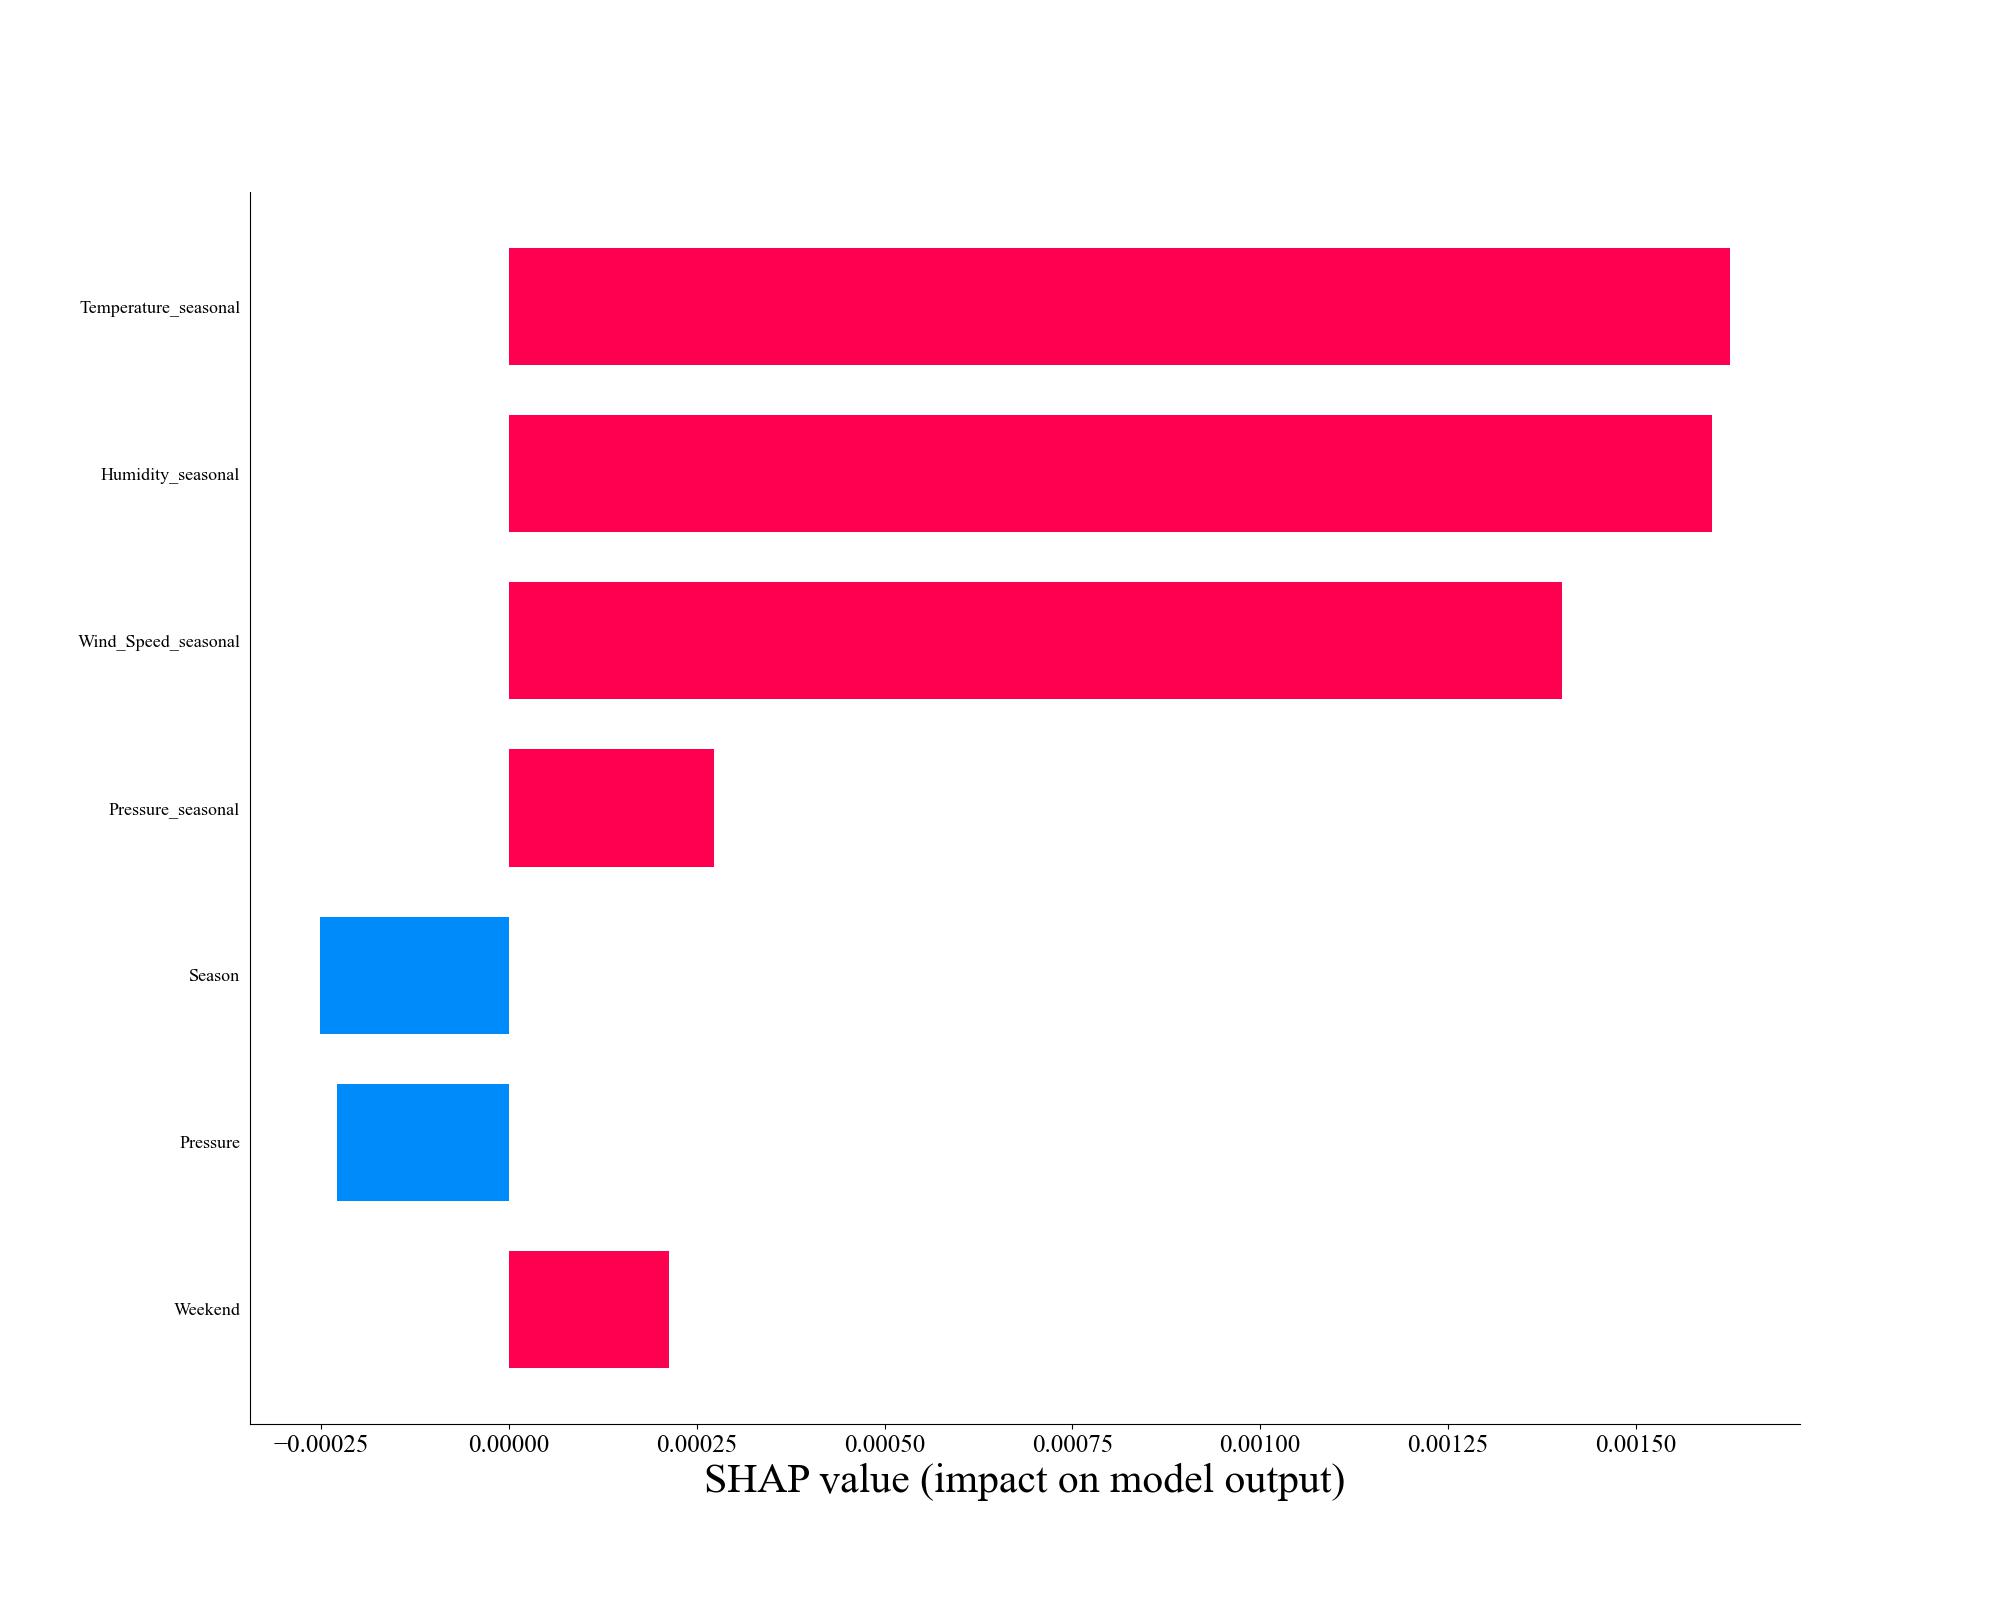 Temperature_seasonal
Humidity_seasonal
Wind_Speed_seasonal
Pressure_seasonal
Season
Pressure
Weekend
−0.00025 0.00000 0.00025 0.00050 0.00075 0.00100 0.00125 0.00150
SHAP value (impact on model output)